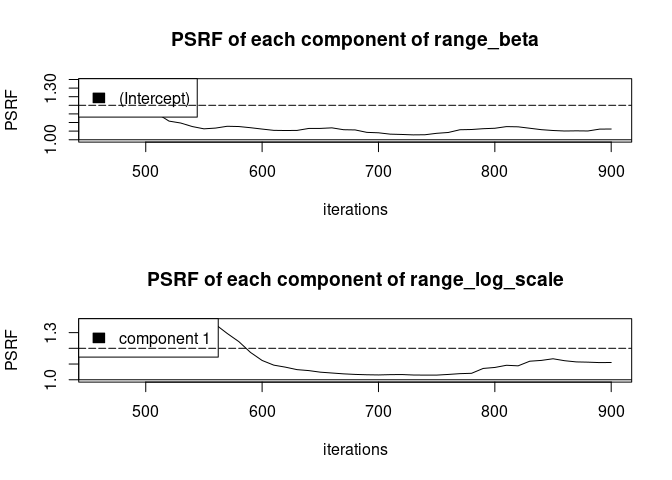 PSRF of each component of range_beta
PSRF
1.30
1.00
(Intercept)
500 600 700 800 900
iterations
PSRF of each component of range_log_scale
PSRF
1.3
1.0
component 1
500 600 700 800 900
iterations